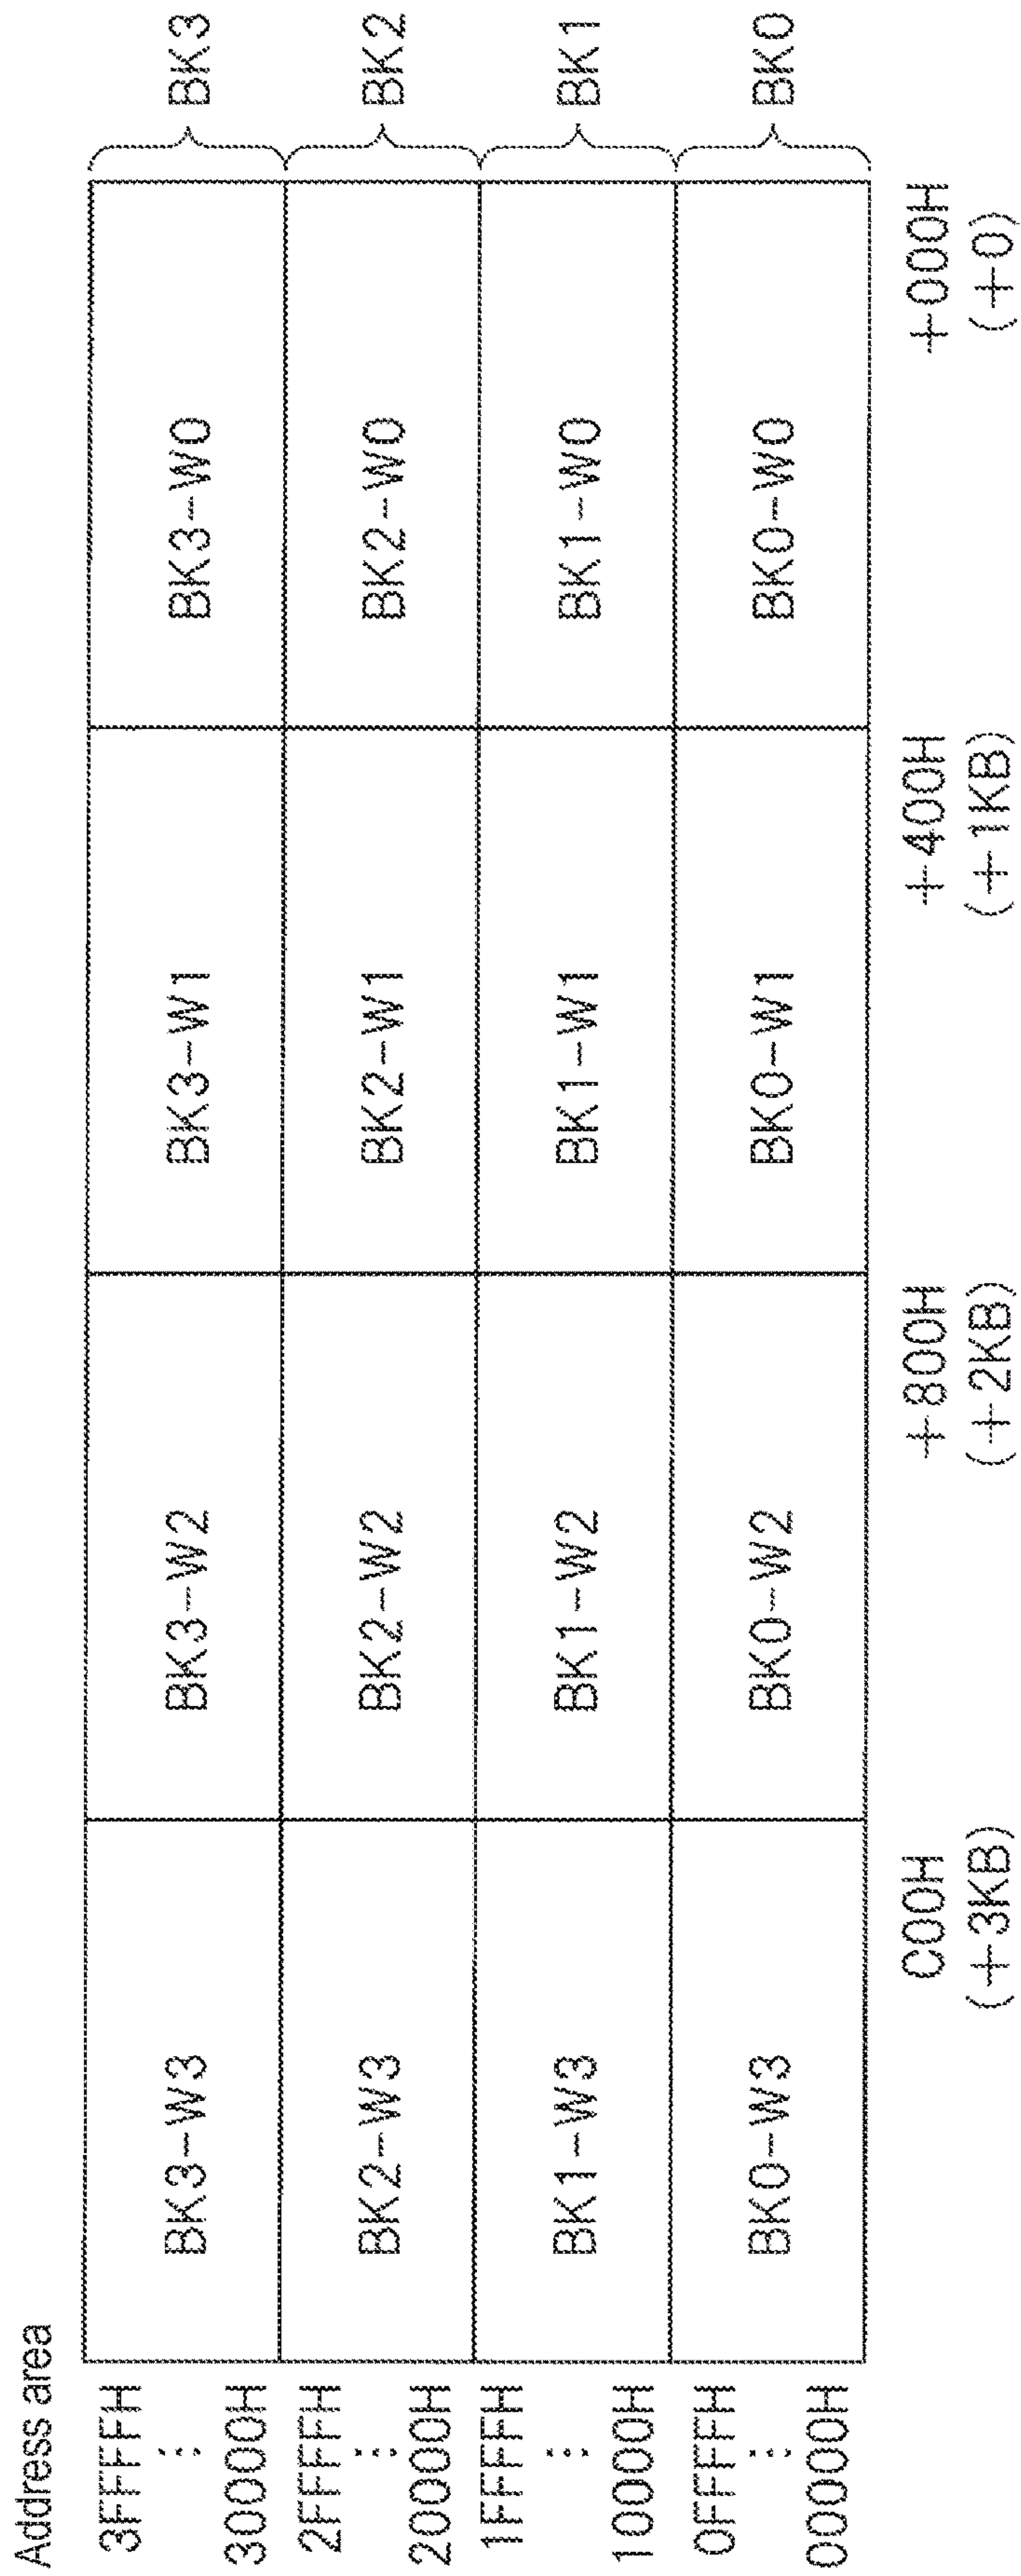 Address area
3FFFFH
:
30000H
BK3-W3
BK3-W2
BK3-W1
BK3-W0
BK3
2FFFFH
:
20000H
BK2-W3
BK2-W2
BK2-W1
BK2-W0
BK2
1FFFFH
:
10000H
BK1-W3
BK1-W2
BK1-W1
BK1-W0
BK1
0FFFFH
:
00000H
BK0-W3
BK0-W2
BK0-W1
BK0-W0
BK0
C00H
(+3KB)
+800H
(+2KB)
+400H
(+1KB)
+000H
(+0)